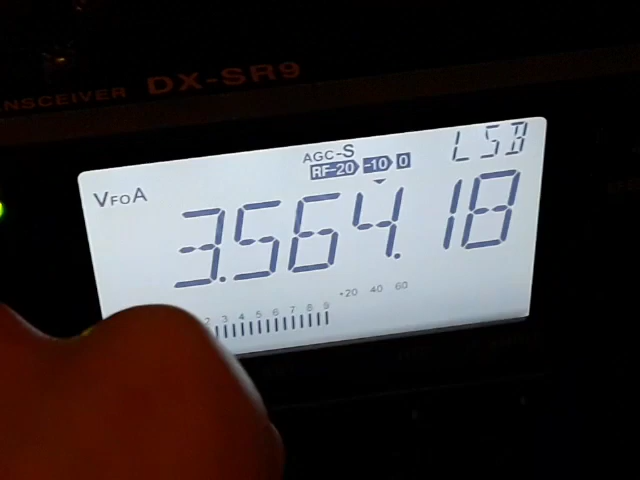 NSCEIVER DX-SR9
AGC-S
LSB
RF-20 -10 0
VFOA
3.564.18
+20 40 60
2 3 4 5 6 7 8 9